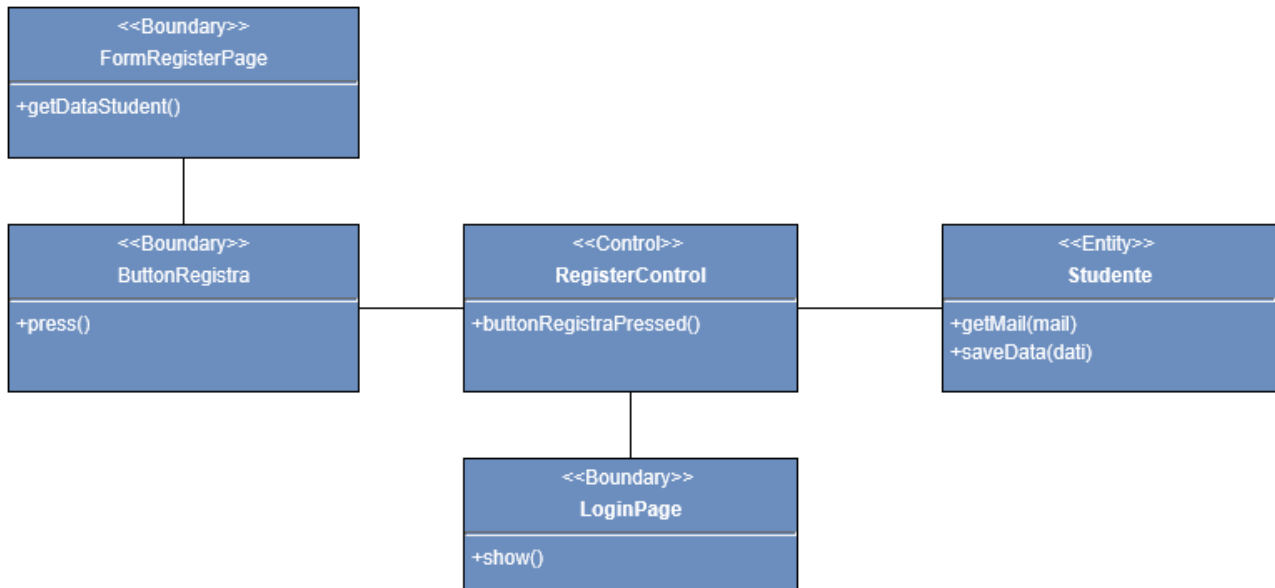 <<Boundary>>
FormRegisterPage
+getDataStudent()
<<Boundary>>
ButtonRegistra
+press()
<<Control>>
RegisterControl
+buttonRegistraPressed()
<<Entity>>
Studente
+getMail(mail)
+saveData(dati)
<<Boundary>>
LoginPage
+show()